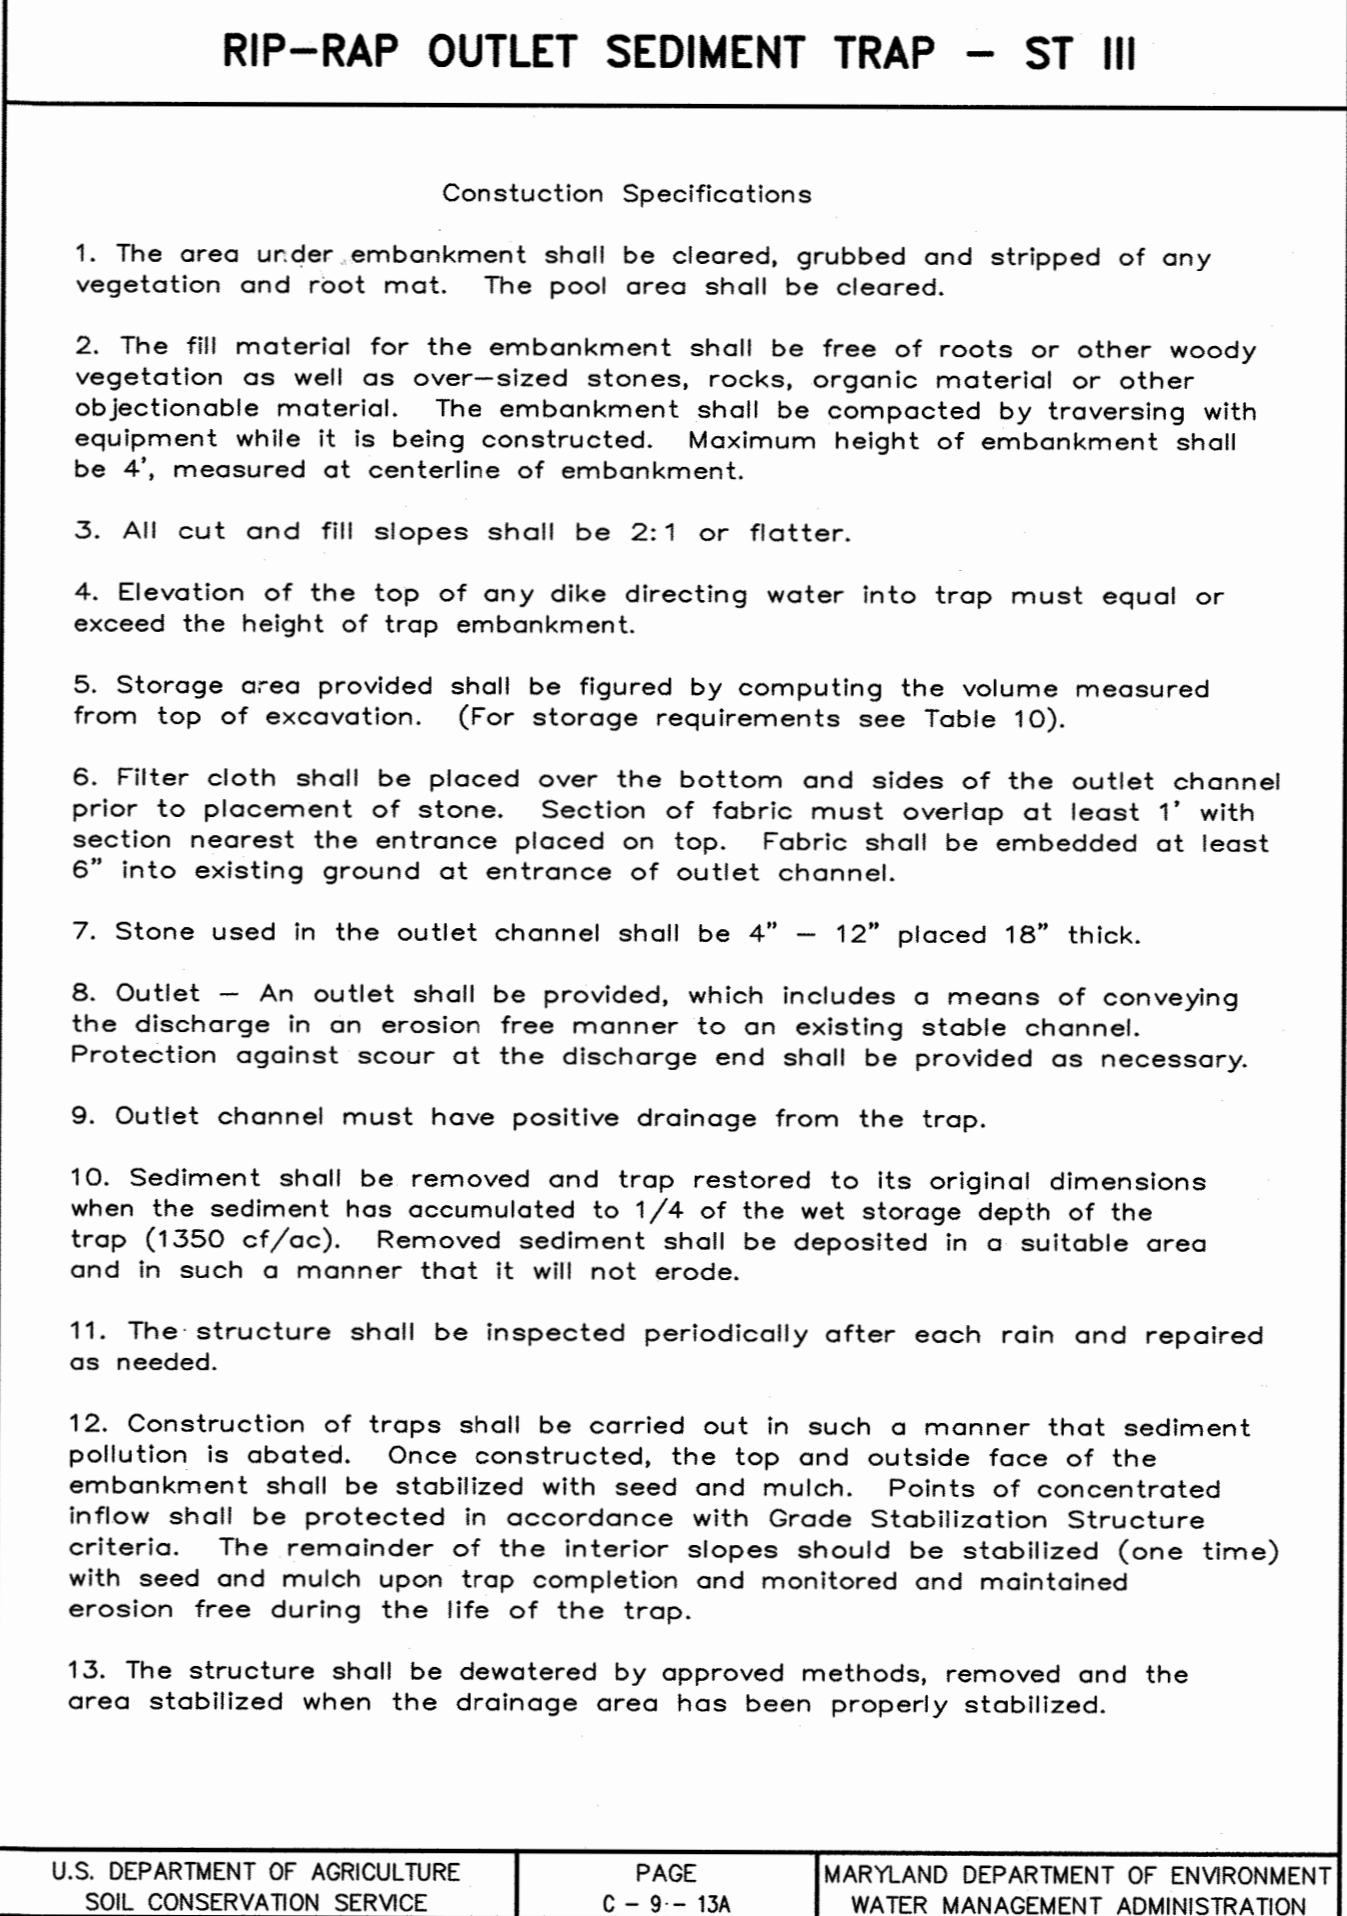 RIP-RAP OUTLET SEDIMENT TRAP - ST III
Constuction Specifications
1. The area under embankment shall be cleared, grubbed and stripped of any
vegetation and root mat. The pool area shall be cleared.
2. The fill material for the embankment shall be free of roots or other woody
vegetation as well as over-sized stones, rocks, organic material or other
objectionable material. The embankment shall be compacted by traversing with
equipment while it is being constructed. Maximum height of embankment shall
be 4', measured at centerline of embankment.
3. All cut and fill slopes shall be 2:1 or flatter.
4. Elevation of the top of any dike directing water into trap must equal or
exceed the height of trap embankment.
5. Storage area provided shall be figured by computing the volume measured
from top of excavation. (For storage requirements see Table 10).
6. Filter cloth shall be placed over the bottom and sides of the outlet channel
prior to placement of stone. Section of fabric must overlap at least 1' with
section nearest the entrance placed on top. Fabric shall be embedded at least
6" into existing ground at entrance of outlet channel.
7. Stone used in the outlet channel shall be 4" - 12" placed 18" thick.
8. Outlet - An outlet shall be provided, which includes a means of conveying
the discharge in an erosion free manner to an existing stable channel.
Protection against scour at the discharge end shall be provided as necessary.
9. Outlet channel must have positive drainage from the trap.
10. Sediment shall be removed and trap restored to its original dimensions
when the sediment has accumulated to 1/4 of the wet storage depth of the
trap (1350 cf/ac). Removed sediment shall be deposited in a suitable area
and in such a manner that it will not erode.
11. The structure shall be inspected periodically after each rain and repaired
as needed.
12. Construction of traps shall be carried out in such a manner that sediment
pollution is abated. Once constructed, the top and outside face of the
embankment shall be stabilized with seed and mulch. Points of concentrated
inflow shall be protected in accordance with Grade Stabilization Structure
criteria. The remainder of the interior slopes should be stabilized (one time)
with seed and mulch upon trap completion and monitored and maintained
erosion free during the life of the trap.
13. The structure shall be dewatered by approved methods, removed and the
area stabilized when the drainage area has been properly stabilized.
U.S. DEPARTMENT OF AGRICULTURE
SOIL CONSERVATION SERVICE
PAGE
C - 9 - 13A
MARYLAND DEPARTMENT OF ENVIRONMENT
WATER MANAGEMENT ADMINISTRATION